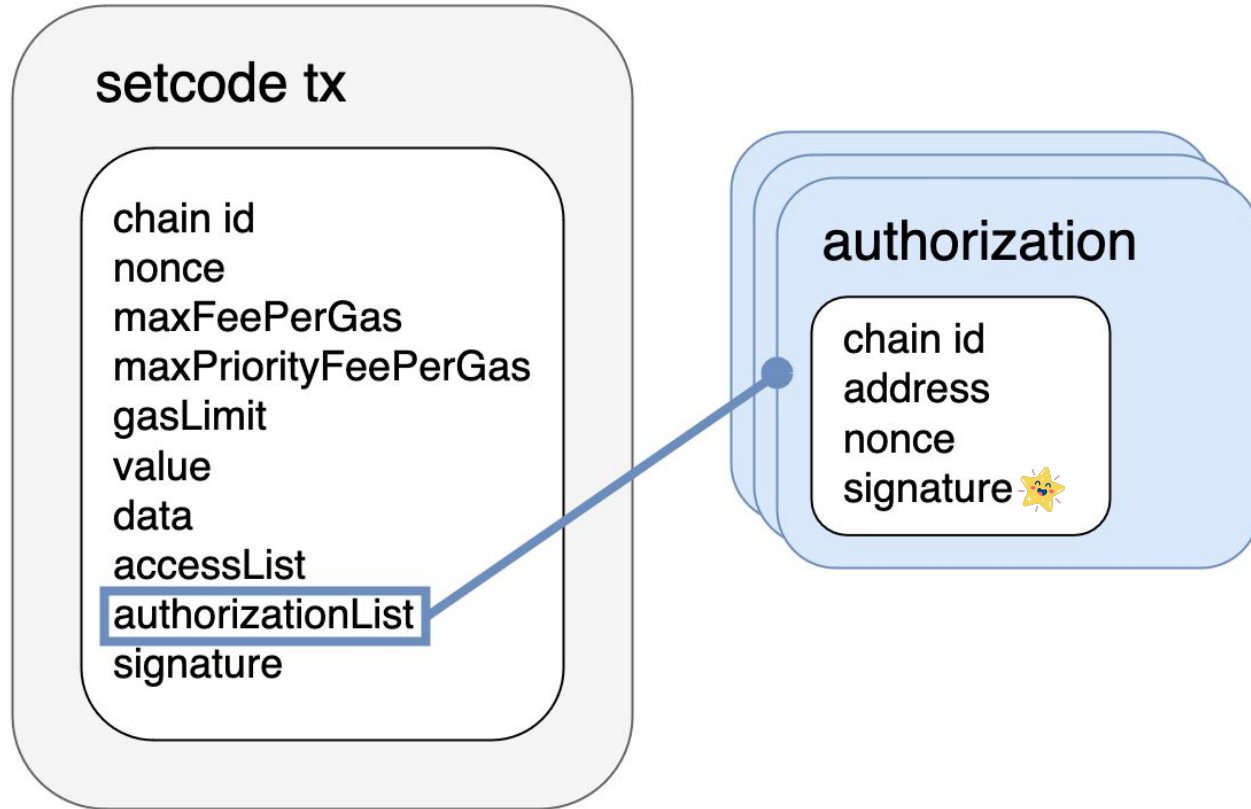 setcode tx
chain id
nonce
maxFeePerGas
maxPriorityFeePerGas
gasLimit
value
data
accessList
authorizationList
signature
authorization
chain id
address
nonce
signature